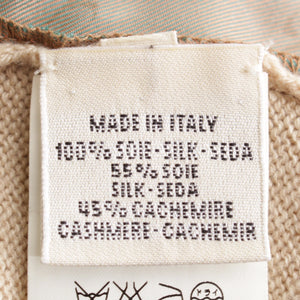 MADE IN ITALY
100% SOIE-SILK-SEDA
55% SOIE
SILK-SEDA
45% CACHEMIRE
CASHMERE-CACHEMIR